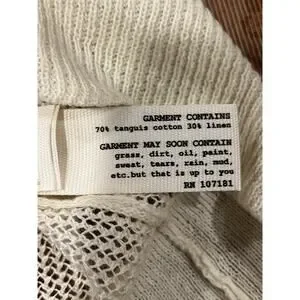 GARMENT CONTAINS
70% tanguis cotton 30% linen
GARMENT MAY SOON CONTAIN
grass, dirt, oil, paint,
sweat, tears, rain, mud,
etc.but that is up to you
RN 107181